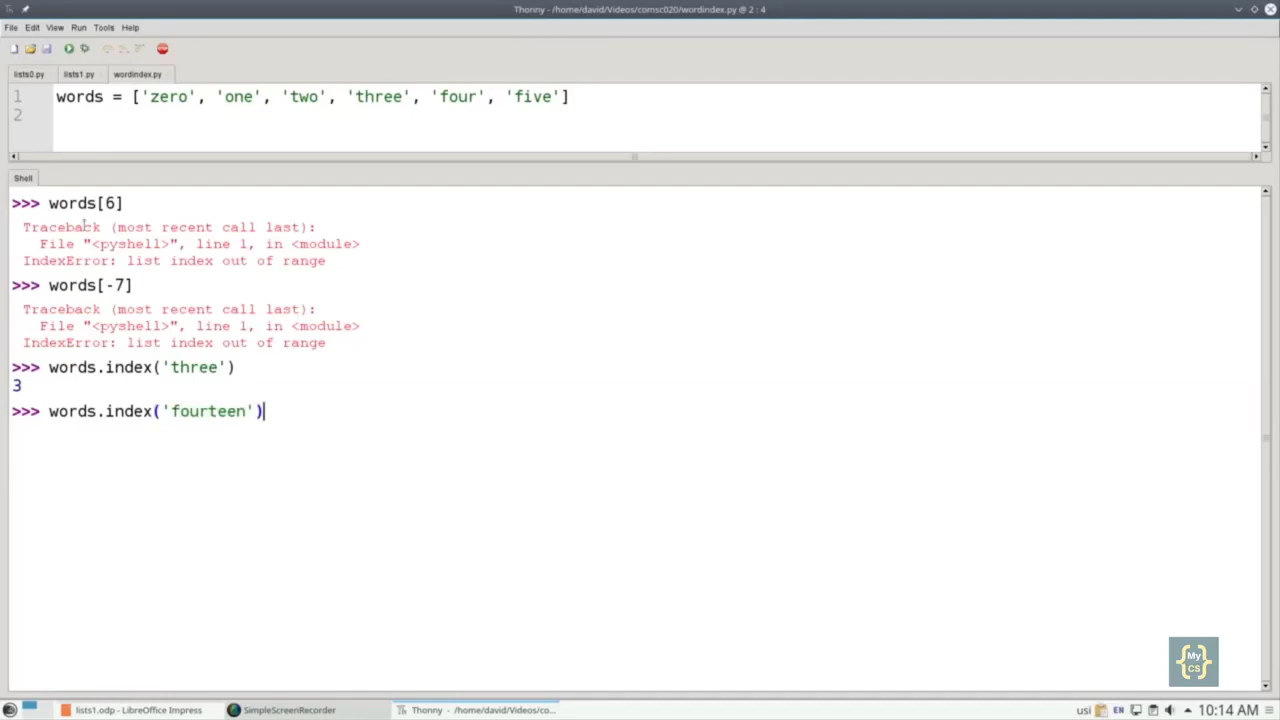 Thonny - /home/david/Videos/comsc020/wordindex.py @ 2 : 4
File Edit View Run Tools Help
lists0.py lists1.py wordindex.py
1 words = ['zero', 'one', 'two', 'three', 'four', 'five']
2
Shell
>>> words[6]
Traceback (most recent call last):
File "<pyshell>", line 1, in <module>
IndexError: list index out of range
>>> words[-7]
Traceback (most recent call last):
File "<pyshell>", line 1, in <module>
IndexError: list index out of range
>>> words.index('three')
3
>>> words.index('fourteen')
{My CS}
lists1.odp - LibreOffice Impress SimpleScreenRecorder Thonny - /home/david/Videos/co... usi EN 10:14 AM